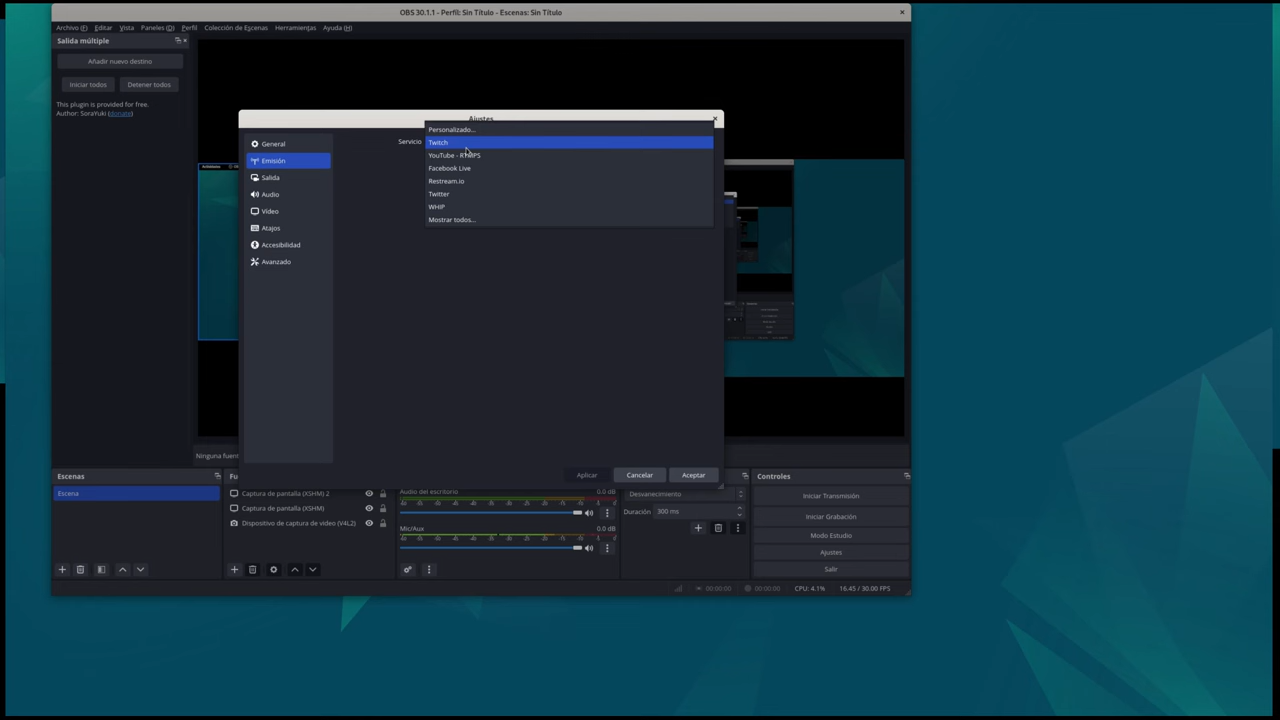 OBS 30.1.1 - Perfil: Sin Título - Escenas: Sin Título
Archivo (F) Editar Vista Paneles (D) Perfil Colección de Escenas Herramientas Ayuda (H)
Salida múltiple
Añadir nuevo destino
Iniciar todos Detener todos
This plugin is provided for free.
Author: SoraYuki (donate)
Ajustes
General
Emisión
Salida
Audio
Vídeo
Atajos
Accesibilidad
Avanzado
Servicio
Personalizado...
Twitch
YouTube - RTMPS
Facebook Live
Restream.io
Twitter
WHIP
Mostrar todos...
Aplicar Cancelar Aceptar
Ninguna fuent
Escenas
Escena
Fu
Captura de pantalla (XSHM) 2
Captura de pantalla (XSHM)
Dispositivo de captura de vídeo (V4L2)
Audio del escritorio 0.0 dB
Mic/Aux 0.0 dB
Desvanecimiento
Duración 300 ms
Controles
Iniciar Transmisión
Iniciar Grabación
Modo Estudio
Ajustes
Salir
00:00:00 00:00:00 CPU: 4.1% 16.45 / 30.00 FPS